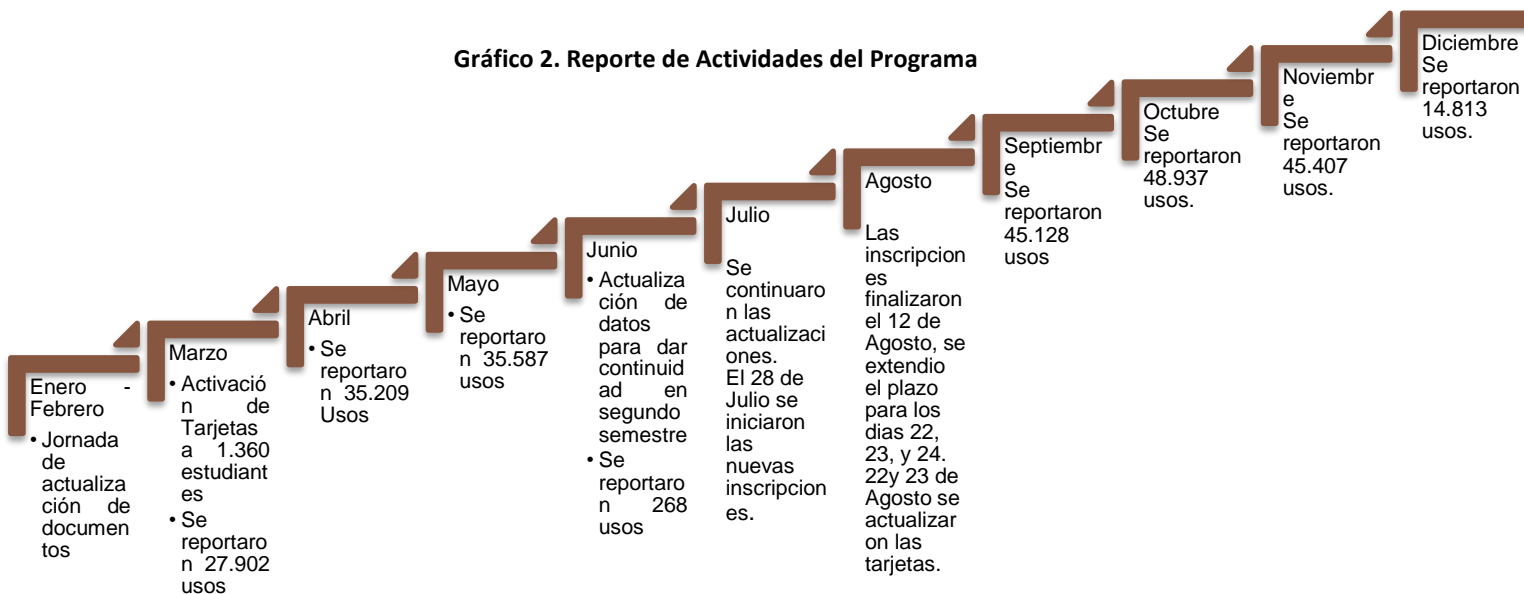 Gráfico 2. Reporte de Actividades del Programa
Enero -
Febrero
• Jornada
de
actualiza
ción de
documen
tos
Marzo
• Activació
n de
Tarjetas
a 1.360
estudiant
es
• Se
reportaro
n 27.902
usos
Abril
• Se
reportaro
n 35.209
Usos
Mayo
• Se
reportaro
n 35.587
usos
Junio
• Actualiza
ción de
datos
para dar
continuid
ad en
segundo
semestre
• Se
reportaro
n 268
usos
Julio
Se
continuaro
n las
actualizaci
ones.
El 28 de
Julio se
iniciaron
las
nuevas
inscripcion
es.
Agosto
Las
inscripcion
es
finalizaron
el 12 de
Agosto, se
extendio
el plazo
para los
dias 22,
23, y 24.
22y 23 de
Agosto se
actualizar
on las
tarjetas.
Septiembr
e
Se
reportaron
45.128
usos
Octubre
Se
reportaron
48.937
usos.
Noviembr
e
Se
reportaron
45.407
usos.
Diciembre
Se
reportaron
14.813
usos.